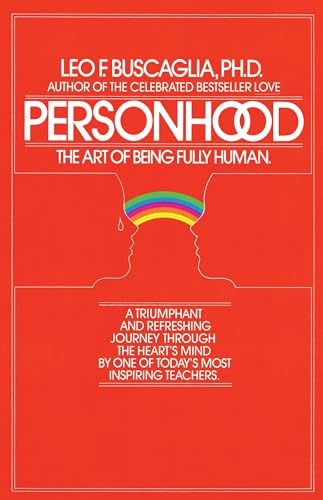 LEO F. BUSCAGLIA, PH.D.
AUTHOR OF THE CELEBRATED BESTSELLER LOVE
PERSONHOOD
THE ART OF BEING FULLY HUMAN.
A TRIUMPHANT
AND REFRESHING
JOURNEY THROUGH
THE HEART'S MIND
BY ONE OF TODAY'S MOST
INSPIRING TEACHERS.